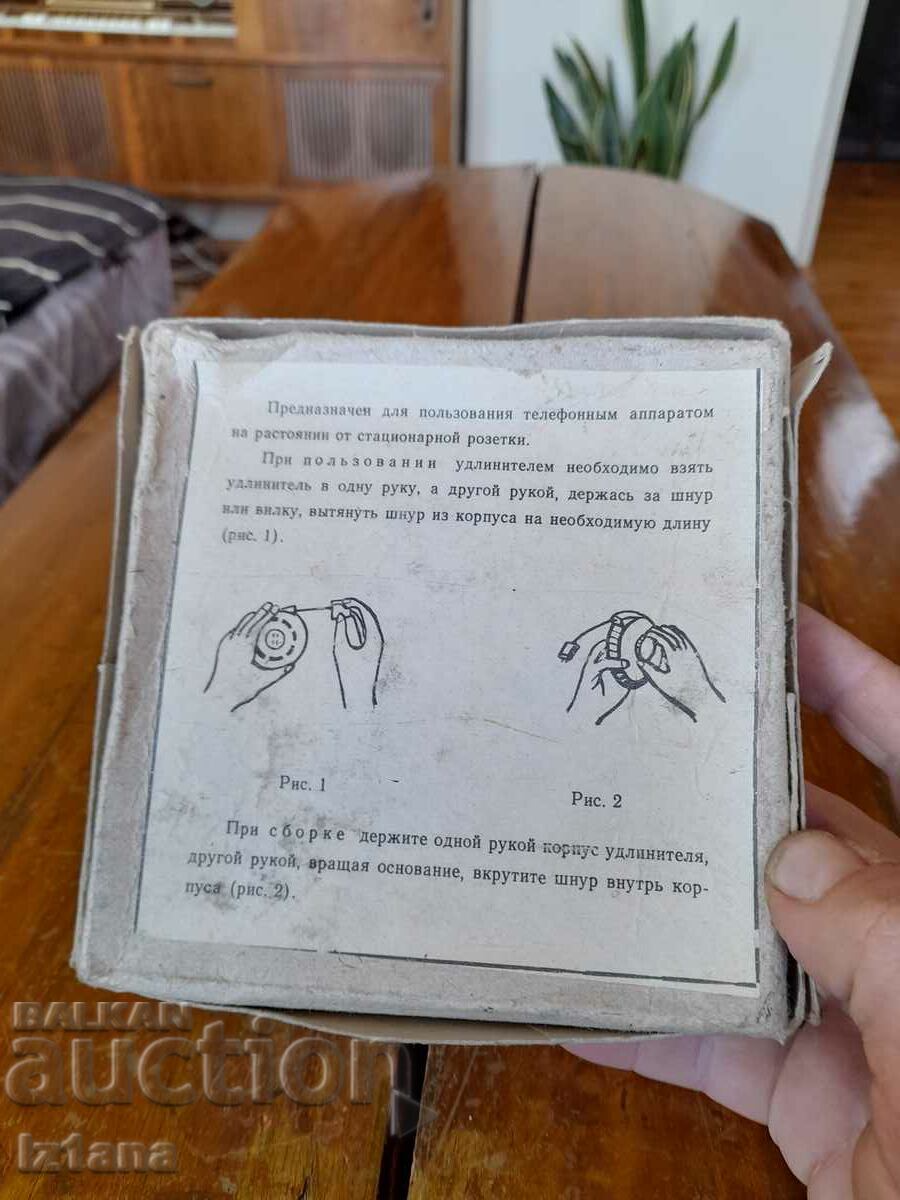 Предназначен для пользования телефонным аппаратом
на растоянии от стационарной розетки.
При пользовании удлинителем необходимо взять
удлинитель в одну руку, а другой рукой, держась за шнур
или вилку, вытянуть шнур из корпуса на необходимую длину
(рис. 1).
Рис. 1
Рис. 2
При сборке держите одной рукой корпус удлинителя,
другой рукой, вращая основание, вкрутите шнур внутрь кор-
пуса (рис. 2).
BALKAN
auction
iz1ana